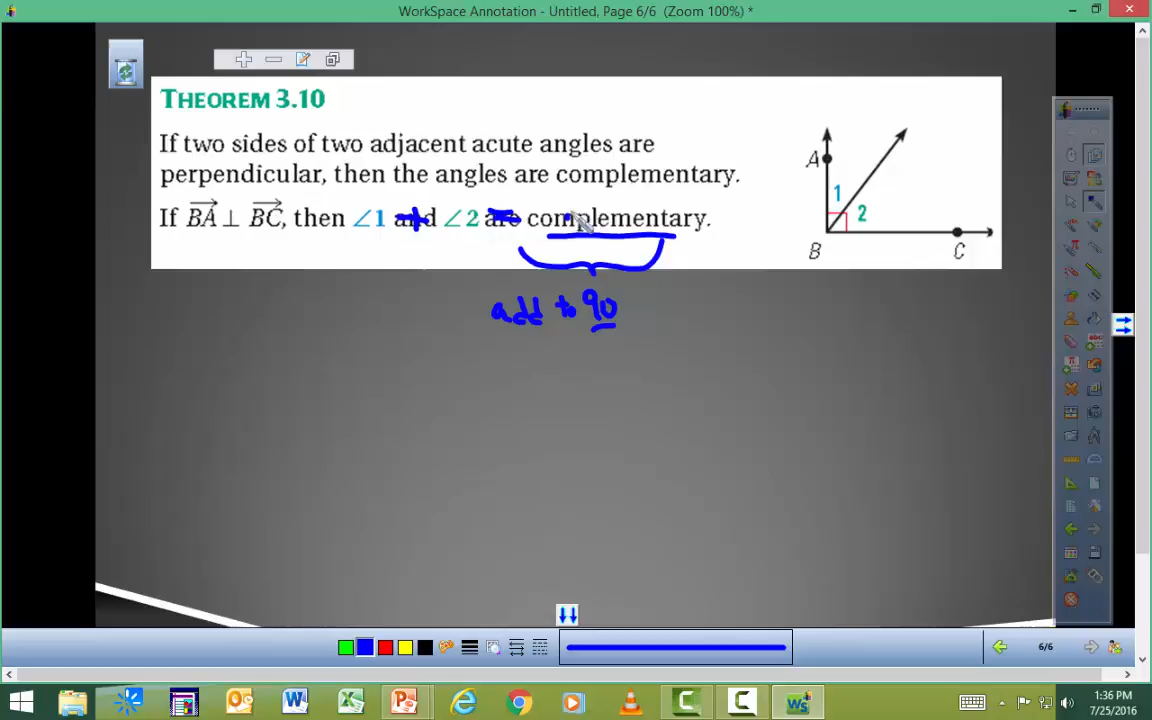 WorkSpace Annotation - Untitled, Page 6/6 (Zoom 100%) *
THEOREM 3.10
If two sides of two adjacent acute angles are
perpendicular, then the angles are complementary.
If BA ⊥ BC, then ∠1 and ∠2 are complementary.
add to 90
A
1
2
B
C
6/6
1:36 PM
7/25/2016